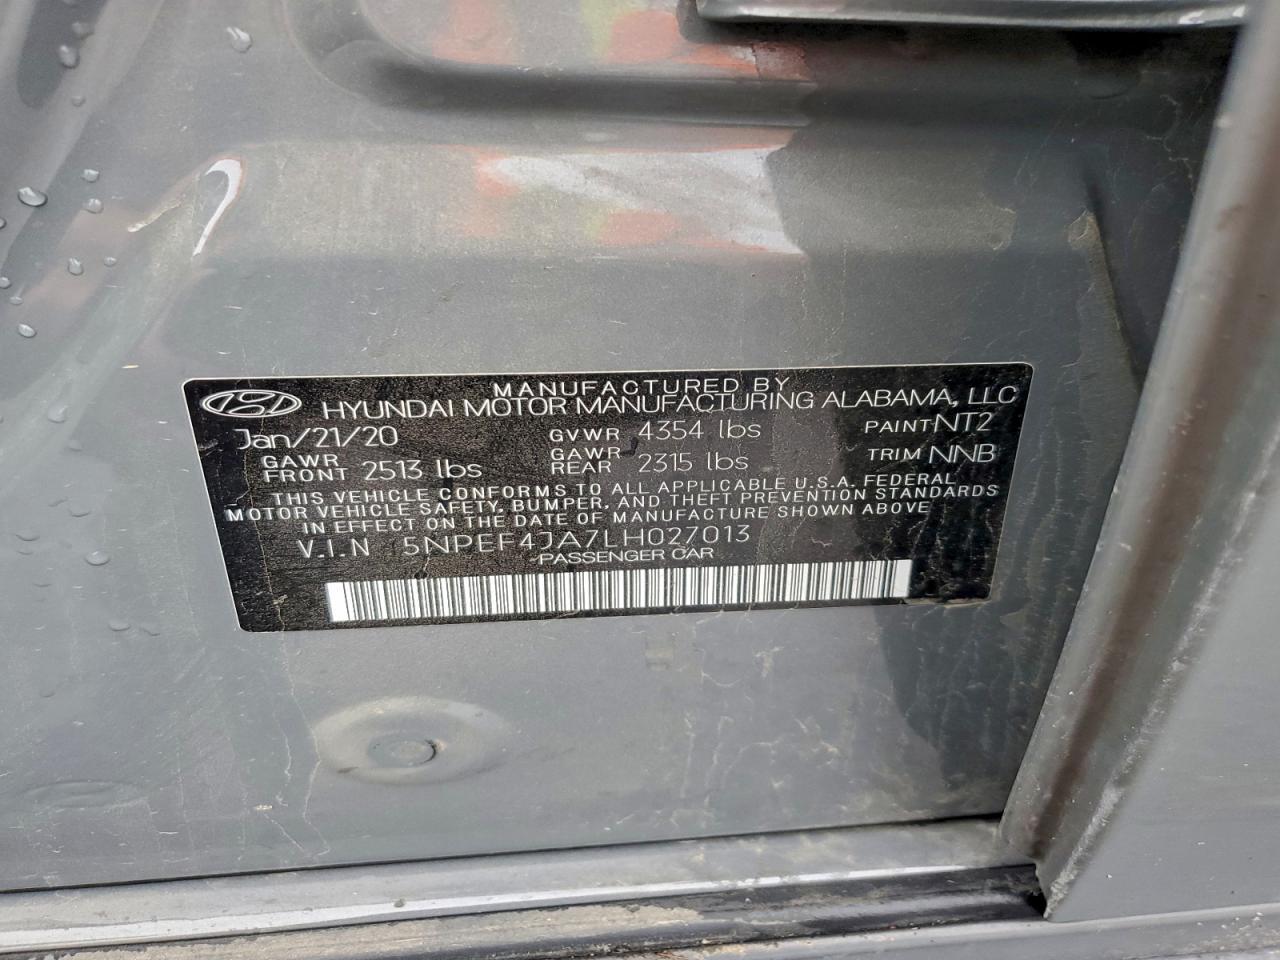 MANUFACTURED BY
HYUNDAI MOTOR MANUFACTURING ALABAMA, LLC
Jan/21/20 GVWR 4354 lbs PAINT NT2
GAWR FRONT 2513 lbs GAWR REAR 2315 lbs TRIM NNB
THIS VEHICLE CONFORMS TO ALL APPLICABLE U.S.A. FEDERAL
MOTOR VEHICLE SAFETY, BUMPER, AND THEFT PREVENTION STANDARDS
IN EFFECT ON THE DATE OF MANUFACTURE SHOWN ABOVE
V.I.N 5NPEF4JA7LH027013
PASSENGER CAR